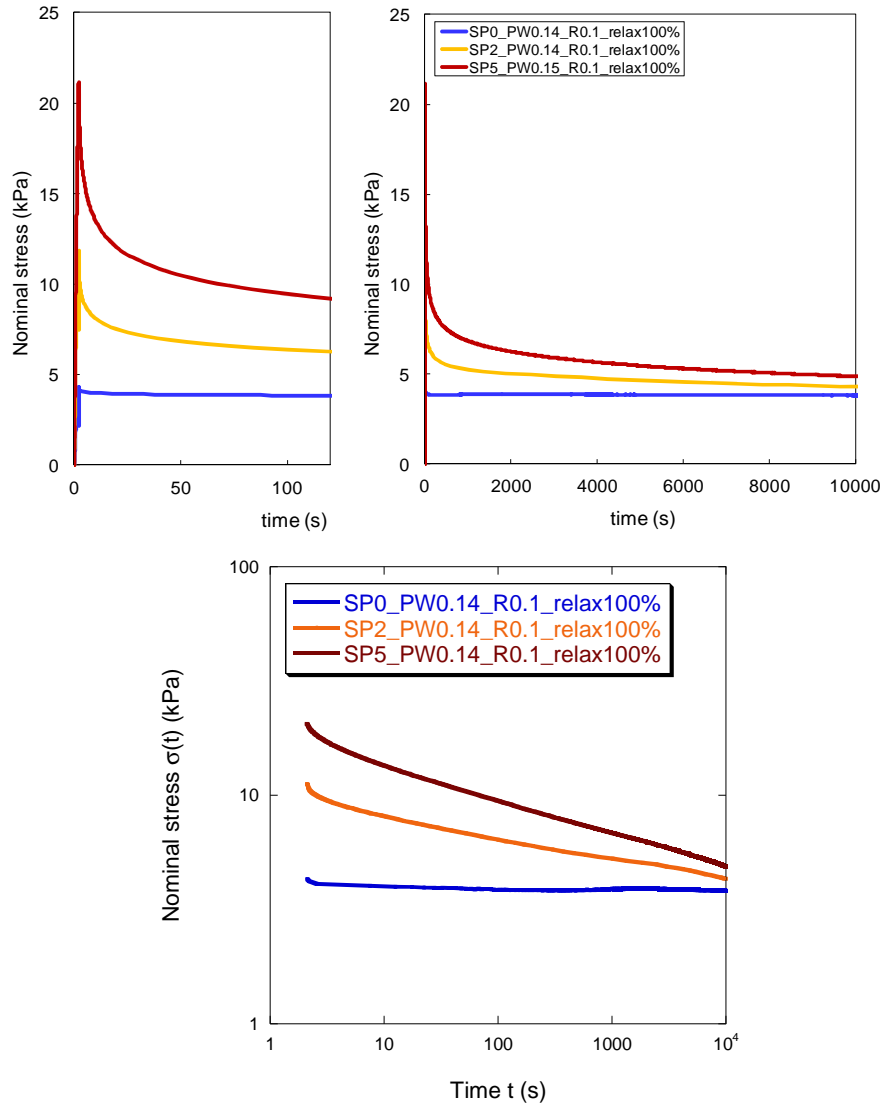 25
20
15
10
5
0
Nominal stress (kPa)
0
50
100
time (s)
25
20
15
10
5
0
Nominal stress (kPa)
SP0_PW0.14_R0.1_relax100%
SP2_PW0.14_R0.1_relax100%
SP5_PW0.15_R0.1_relax100%
0
2000
4000
6000
8000
10000
time (s)
100
10
1
Nominal stress σ(t) (kPa)
SP0_PW0.14_R0.1_relax100%
SP2_PW0.14_R0.1_relax100%
SP5_PW0.14_R0.1_relax100%
1
10
100
1000
10⁴
Time t (s)